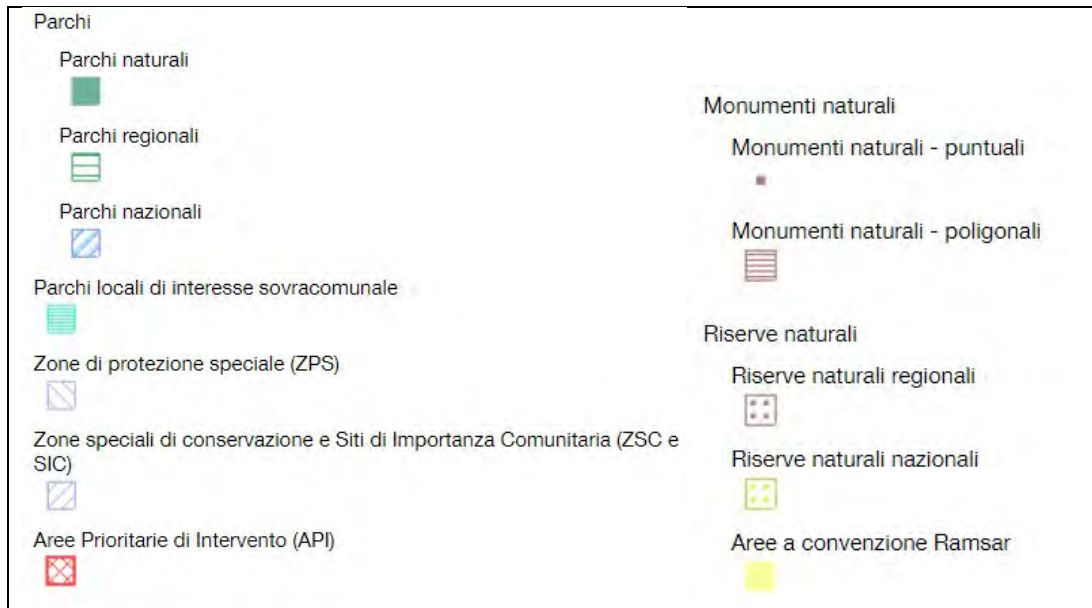 Parchi
Parchi naturali
Parchi regionali
Parchi nazionali
Parchi locali di interesse sovracomunale
Zone di protezione speciale (ZPS)
Zone speciali di conservazione e Siti di Importanza Comunitaria (ZSC e
SIC)
Aree Prioritarie di Intervento (API)
Monumenti naturali
Monumenti naturali - puntuali
Monumenti naturali - poligonali
Riserve naturali
Riserve naturali regionali
Riserve naturali nazionali
Aree a convenzione Ramsar